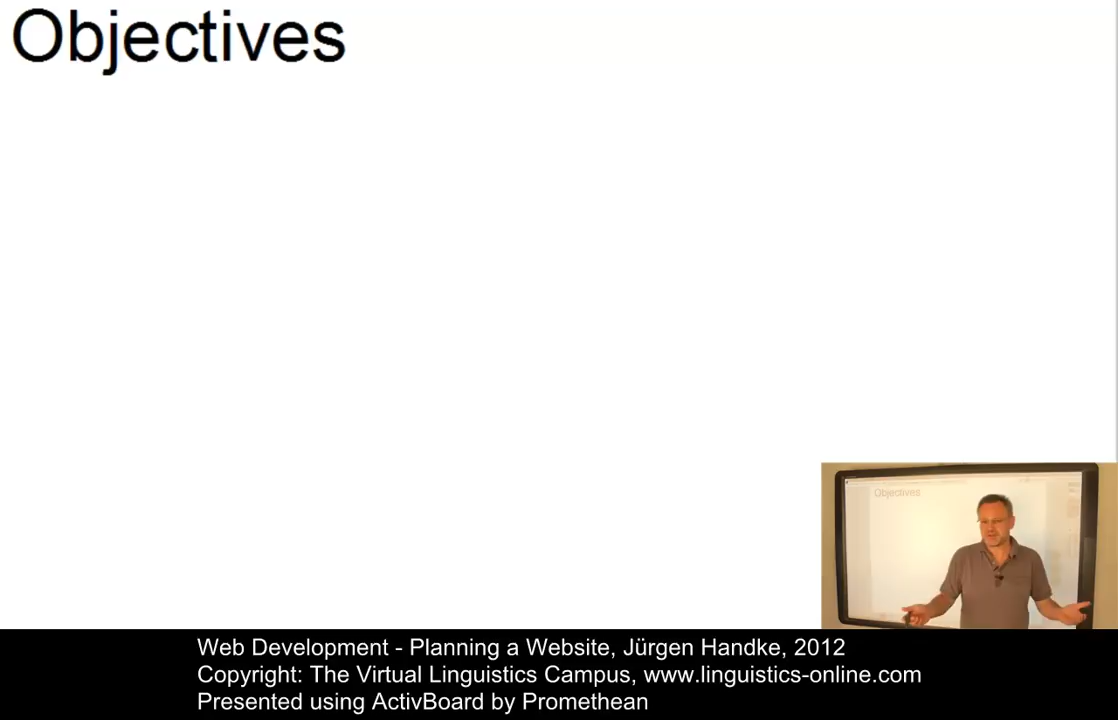 Objectives
Objectives
Web Development - Planning a Website, Jürgen Handke, 2012
Copyright: The Virtual Linguistics Campus, www.linguistics-online.com
Presented using ActivBoard by Promethean